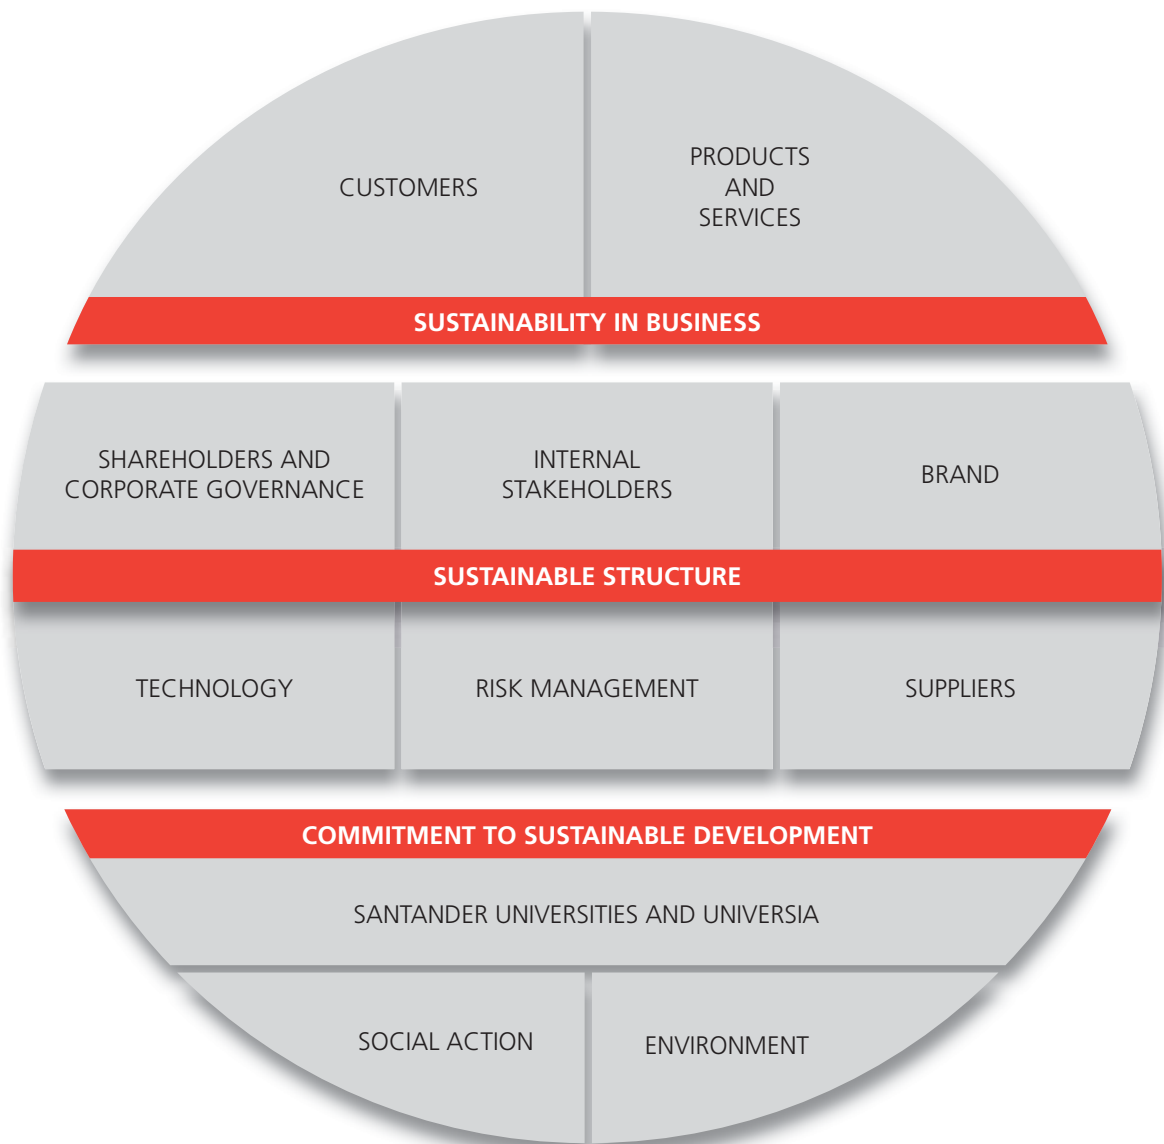 CUSTOMERS
PRODUCTS
AND
SERVICES
SUSTAINABILITY IN BUSINESS
SHAREHOLDERS AND
CORPORATE GOVERNANCE
INTERNAL
STAKEHOLDERS
BRAND
SUSTAINABLE STRUCTURE
TECHNOLOGY
RISK MANAGEMENT
SUPPLIERS
COMMITMENT TO SUSTAINABLE DEVELOPMENT
SANTANDER UNIVERSITIES AND UNIVERSIA
SOCIAL ACTION
ENVIRONMENT